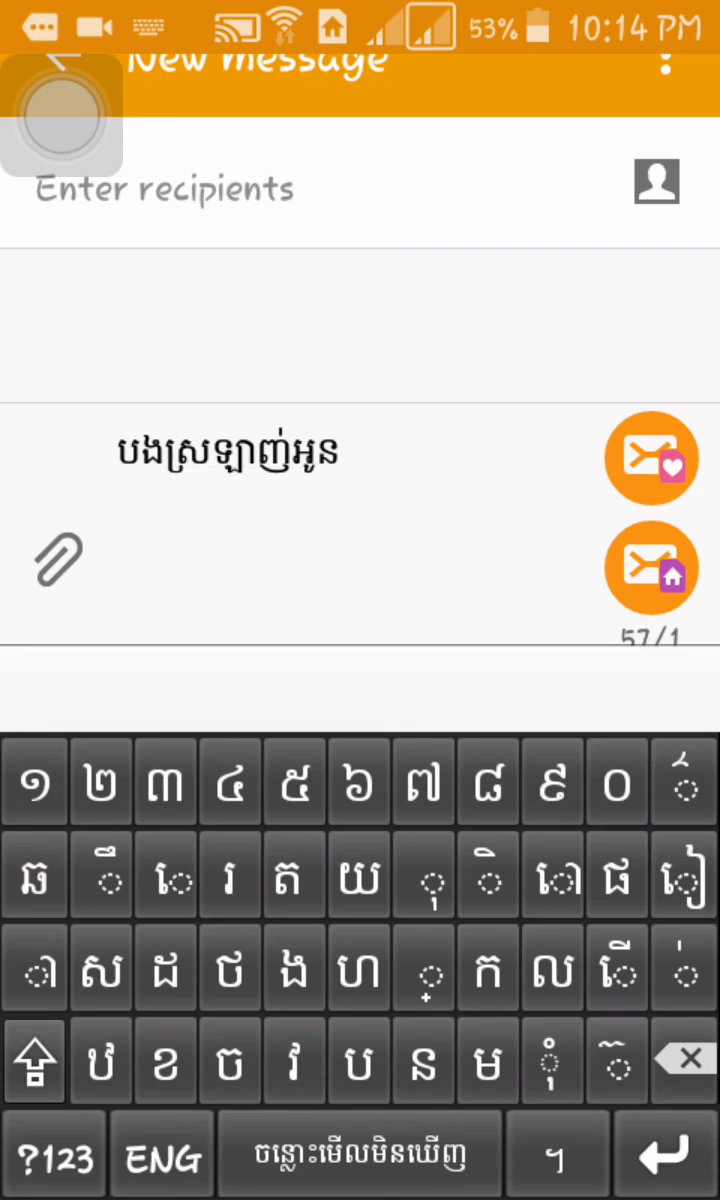 53% 10:14 PM
New message
Enter recipients
បងស្រឡាញ់អូន
57/1
១ ២ ៣ ៤ ៥ ៦ ៧ ៨ ៩ ០ ៍
ឆ ឹ េ រ ត យ ុ ិ ោ ផ ៀ
ា ស ដ ថ ង ហ ្ ក ល ើ ់
ឋ ខ ច វ ប ន ម ុំ ៏
?123 ENG ចន្លោះមើលមិនឃើញ ។